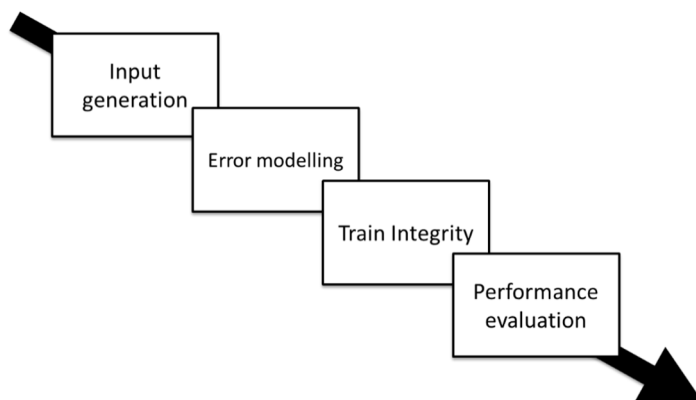 Input
generation
Error modelling
Train Integrity
Performance
evaluation